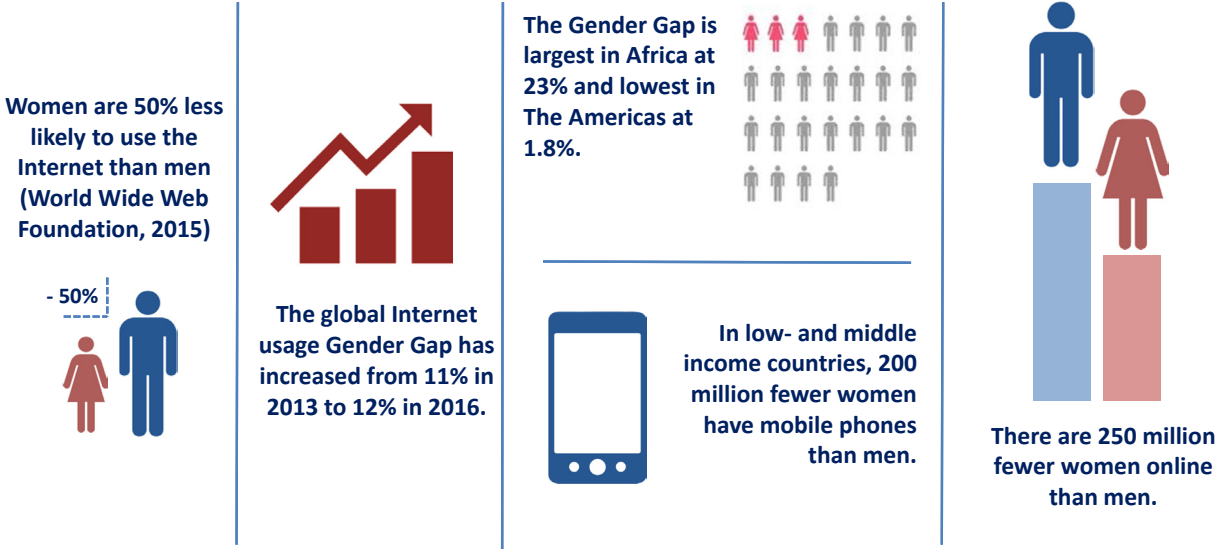 Women are 50% less
likely to use the
Internet than men
(World Wide Web
Foundation, 2015)
- 50%
The global Internet
usage Gender Gap has
increased from 11% in
2013 to 12% in 2016.
The Gender Gap is
largest in Africa at
23% and lowest in
The Americas at
1.8%.
In low- and middle
income countries, 200
million fewer women
have mobile phones
than men.
There are 250 million
fewer women online
than men.